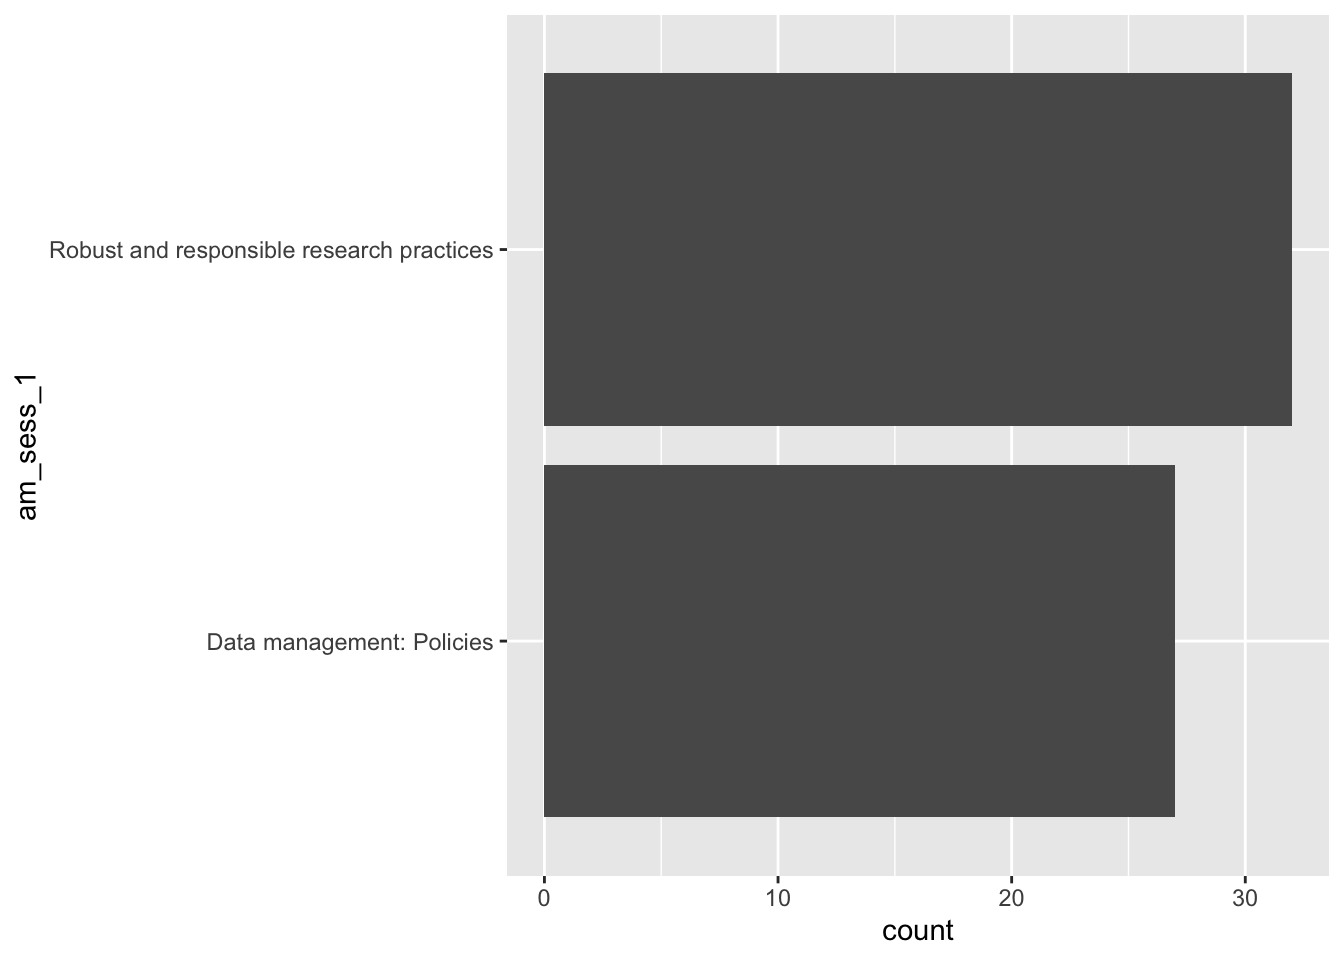 Robust and responsible research practices
am_sess_1
Data management: Policies
0 10 20 30
count